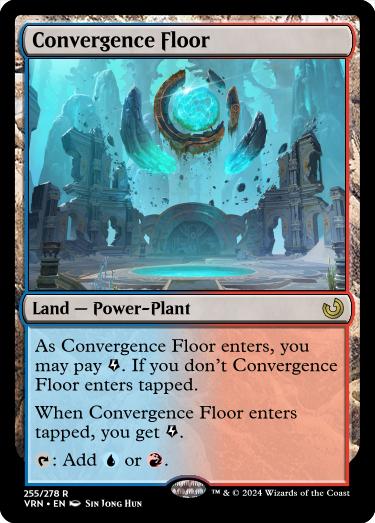 Convergence Floor
Land — Power-Plant
As Convergence Floor enters, you
may pay . If you don't Convergence
Floor enters tapped.
When Convergence Floor enters
tapped, you get .
: Add or .
255/278 R
VRN • EN Sin Jong Hun
™ & © 2024 Wizards of the Coast